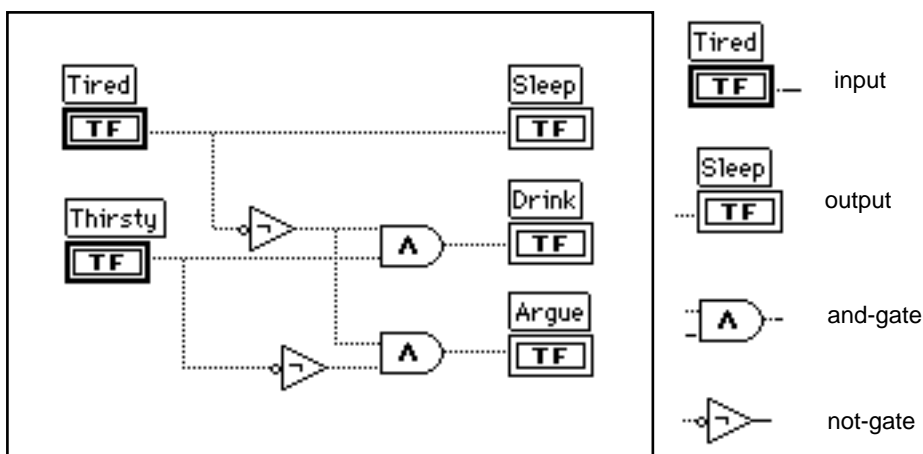 Tired
TF
Sleep
TF
Thirsty
TF
Drink
TF
¬
∧
Argue
TF
¬
∧
Tired
TF
input
Sleep
TF
output
∧
and-gate
¬
not-gate